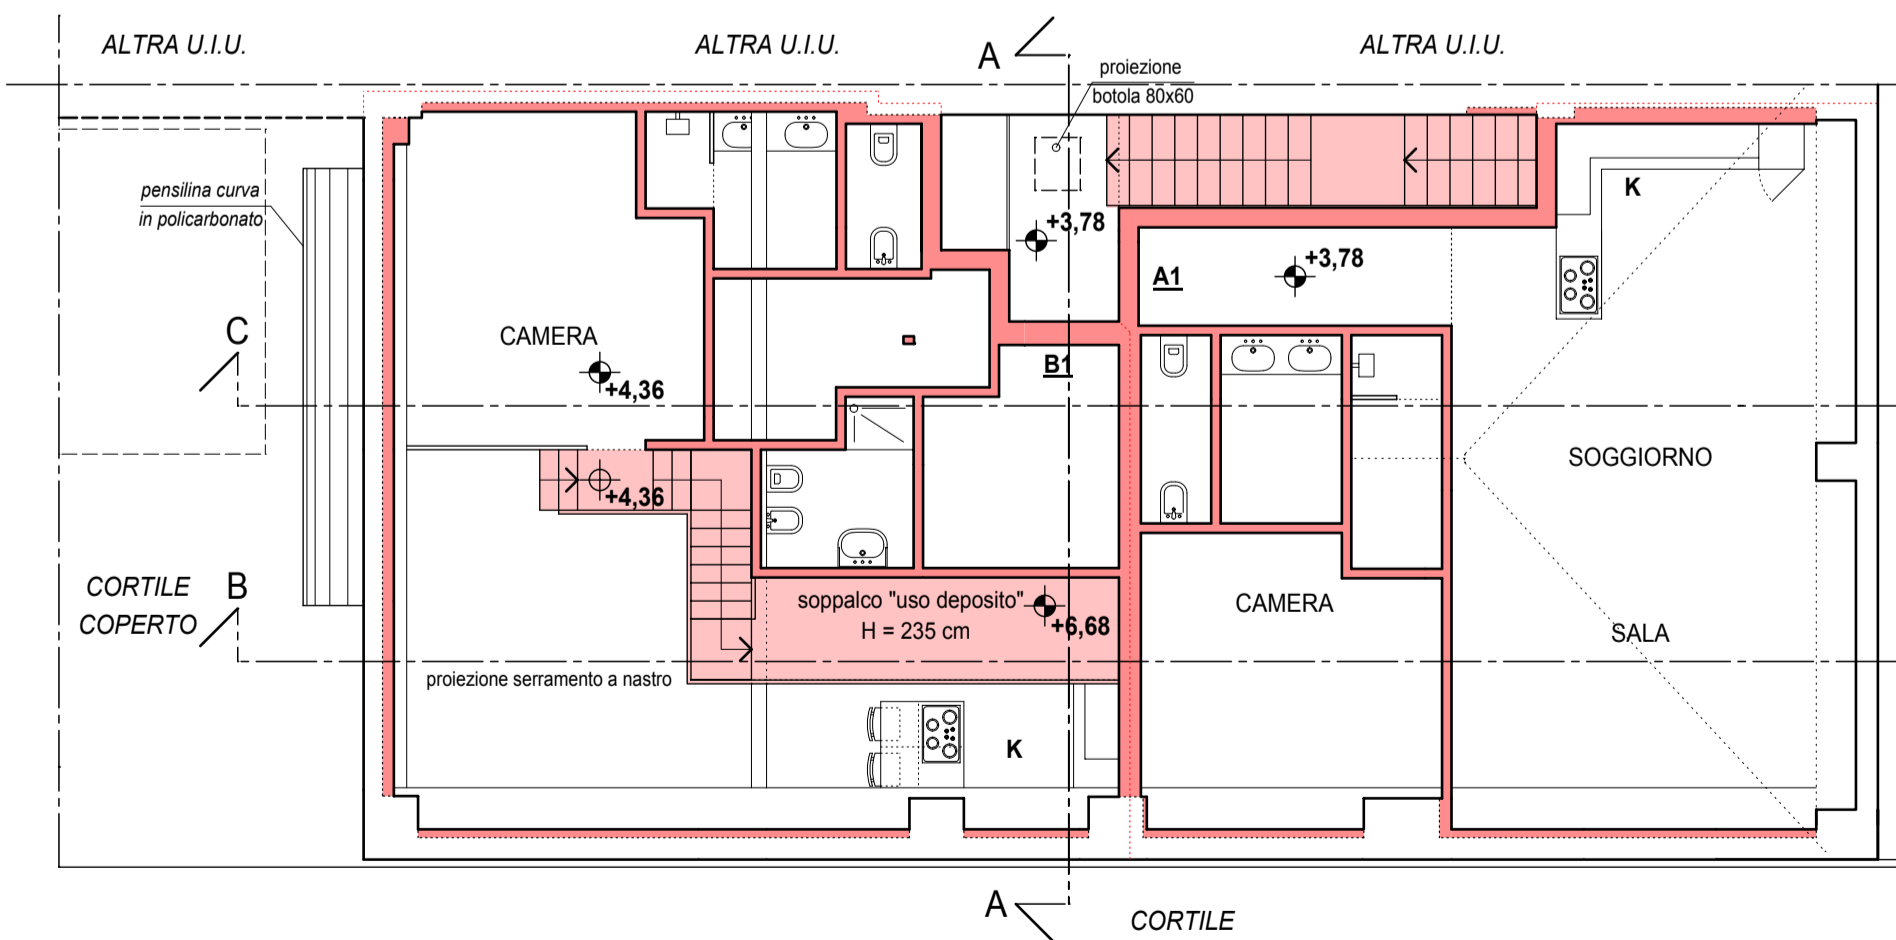 ALTRA U.I.U.
ALTRA U.I.U.
A
ALTRA U.I.U.
proiezione
botola 80x60
pensilina curva
in policarbonato
K
+3,78
+3,78
A1
C
CAMERA
B1
+4,36
SOGGIORNO
+4,36
CORTILE
COPERTO
B
soppalco "uso deposito"
H = 235 cm
+6,68
CAMERA
SALA
proiezione serramento a nastro
K
A
CORTILE